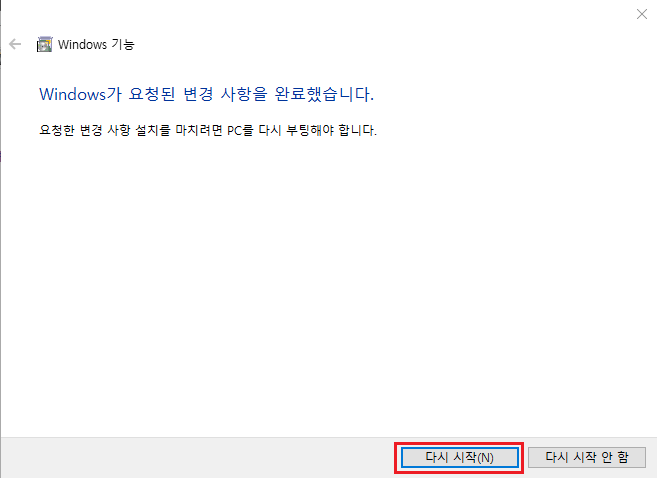 Windows 기능
Windows가 요청된 변경 사항을 완료했습니다.
요청한 변경 사항 설치를 마치려면 PC를 다시 부팅해야 합니다.
다시 시작(N)
다시 시작 안 함